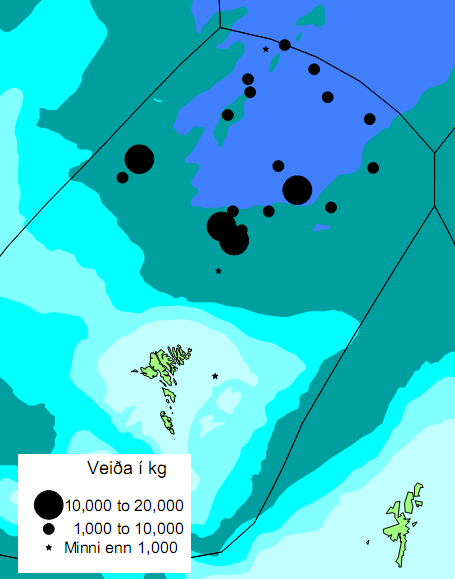 Veiða í kg
10,000 to 20,000
1,000 to 10,000
Minni enn 1,000